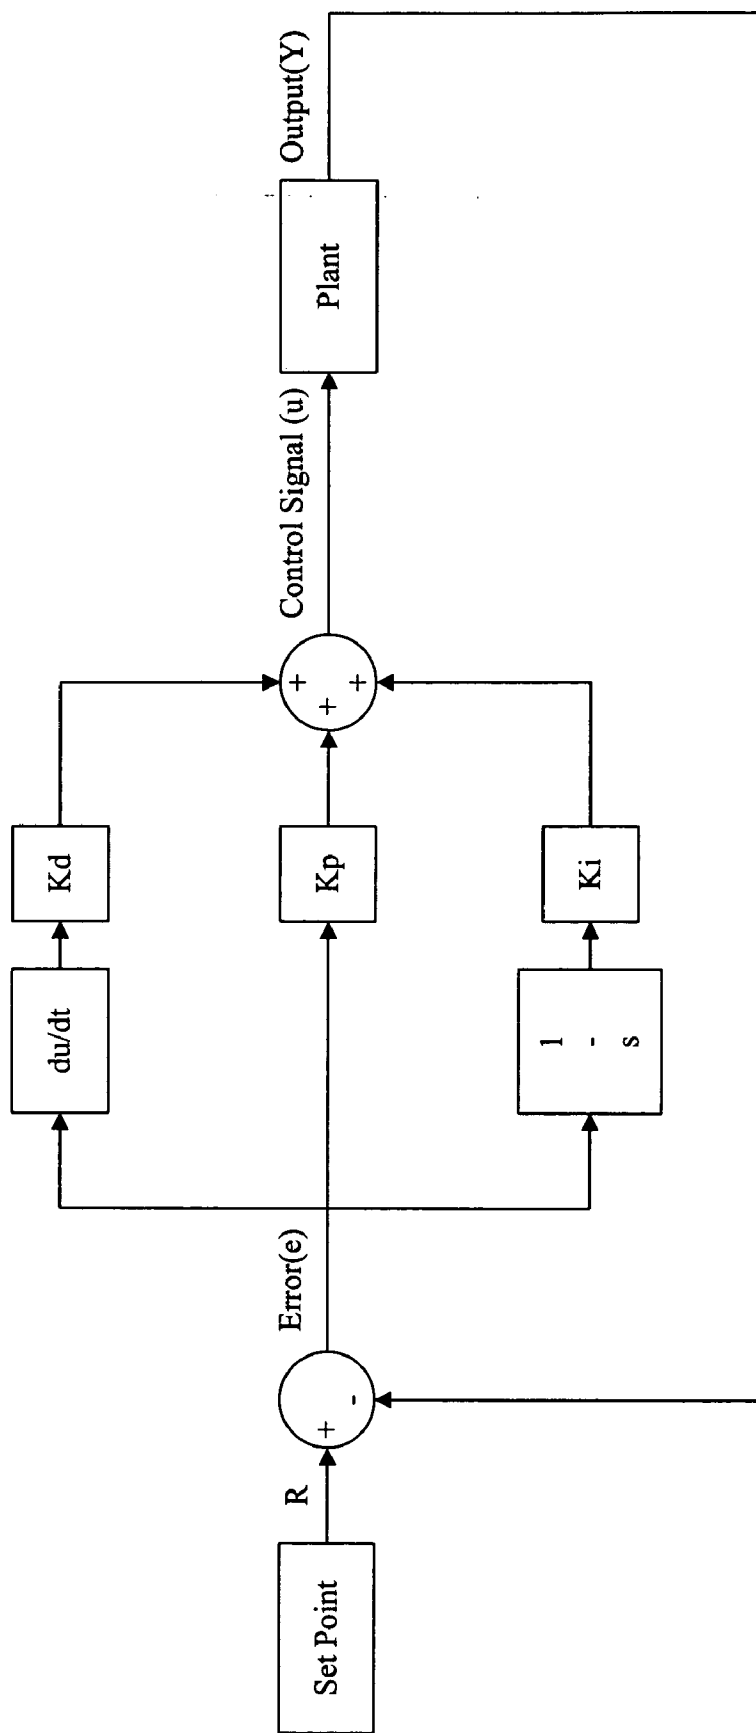 Set Point
R
+
-
Error(e)
du/dt
Kd
Kp
1
-
s
Ki
+
+
+
Control Signal (u)
Plant
Output(Y)